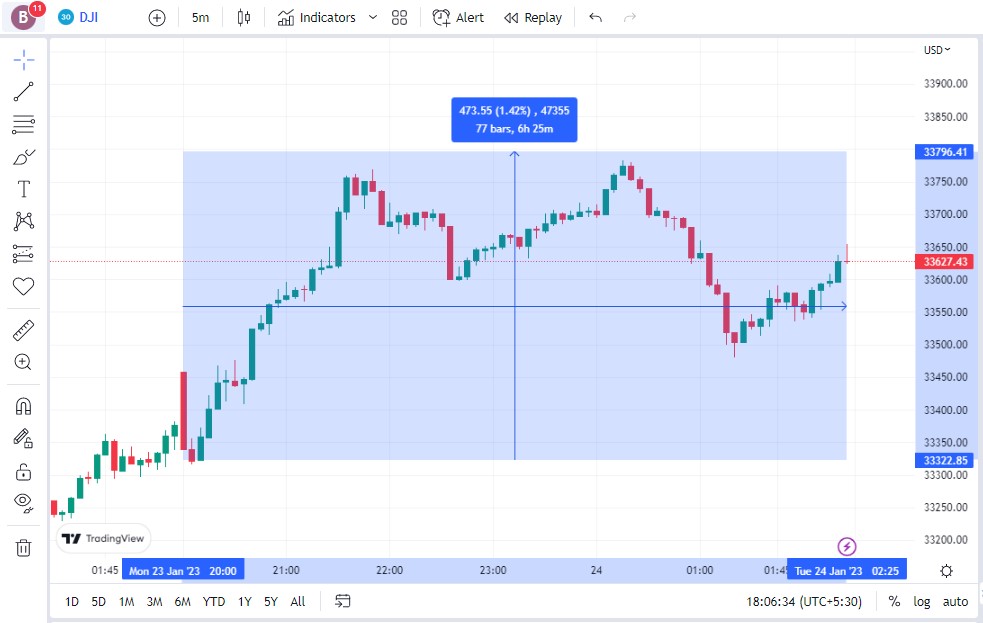 B 11 30 DJI 5m Indicators Alert Replay
USD
33900.00
473.55 (1.42%) , 47355
77 bars, 6h 25m
33850.00
33796.41
33750.00
33700.00
33650.00
33627.43
33600.00
33550.00
33500.00
33450.00
33400.00
33350.00
33322.85
33300.00
33250.00
TradingView
33200.00
01:45 Mon 23 Jan '23 20:00 21:00 22:00 23:00 24 01:00 01:45 Tue 24 Jan '23 02:25
1D 5D 1M 3M 6M YTD 1Y 5Y All 18:06:34 (UTC+5:30) % log auto